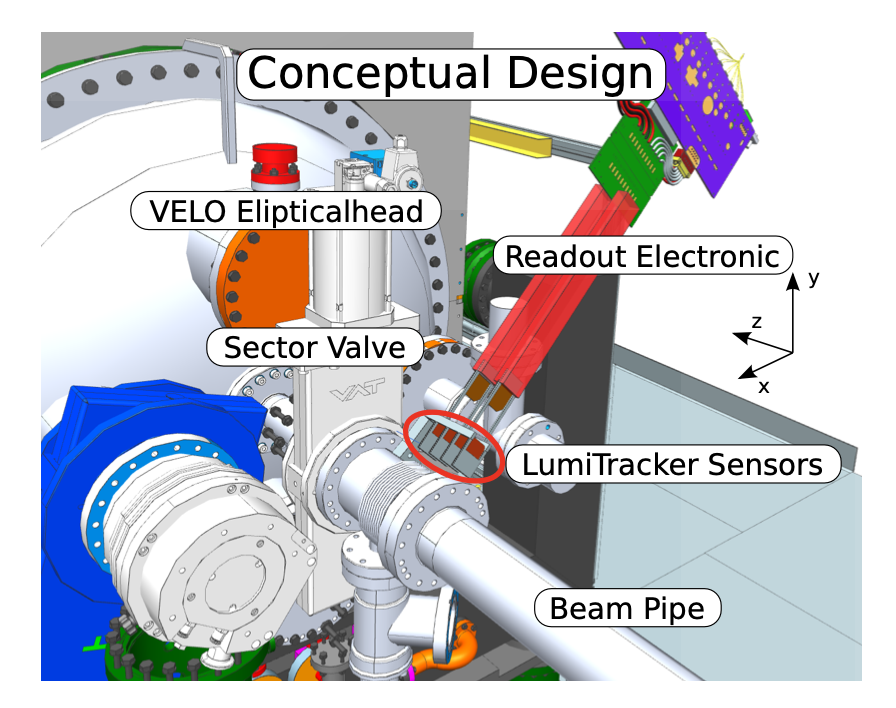 Conceptual Design
VELO Elipticalhead
Readout Electronic
y
z
x
Sector Valve
VAT
LumiTracker Sensors
Beam Pipe